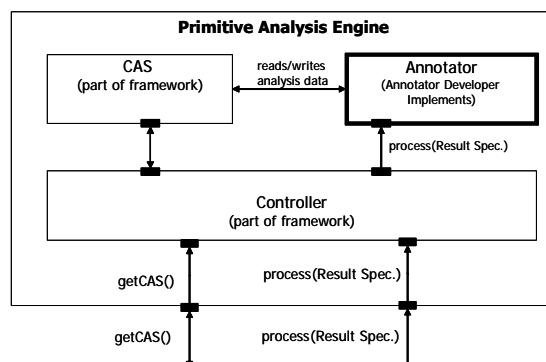 Primitive Analysis Engine
CAS
(part of framework)
reads/writes
analysis data
Annotator
(Annotator Developer
Implements)
process(Result Spec.)
Controller
(part of framework)
getCAS()
process(Result Spec.)
getCAS()
process(Result Spec.)